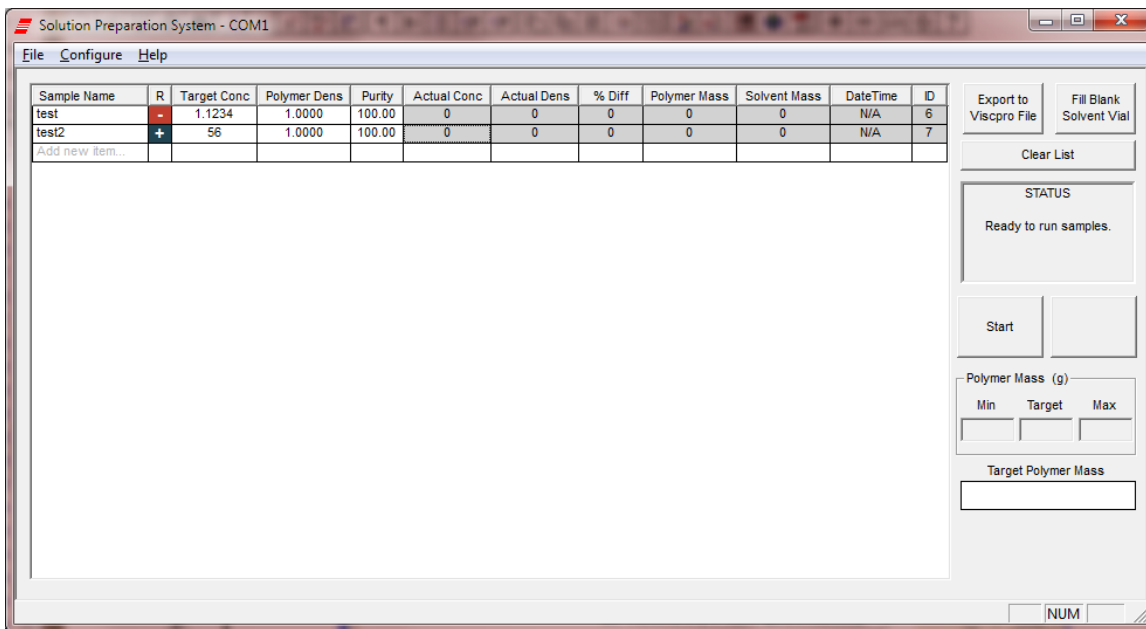 Solution Preparation System - COM1
File Configure Help
Sample Name R Target Conc Polymer Dens Purity Actual Conc Actual Dens % Diff Polymer Mass Solvent Mass DateTime ID
test - 1.1234 1.0000 100.00 0 0 0 0 0 N/A 6
test2 + 56 1.0000 100.00 0 0 0 0 0 N/A 7
Add new item...
Export to
Viscpro File
Fill Blank
Solvent Vial
Clear List
STATUS
Ready to run samples.
Start
Polymer Mass (g)
Min Target Max
Target Polymer Mass
NUM